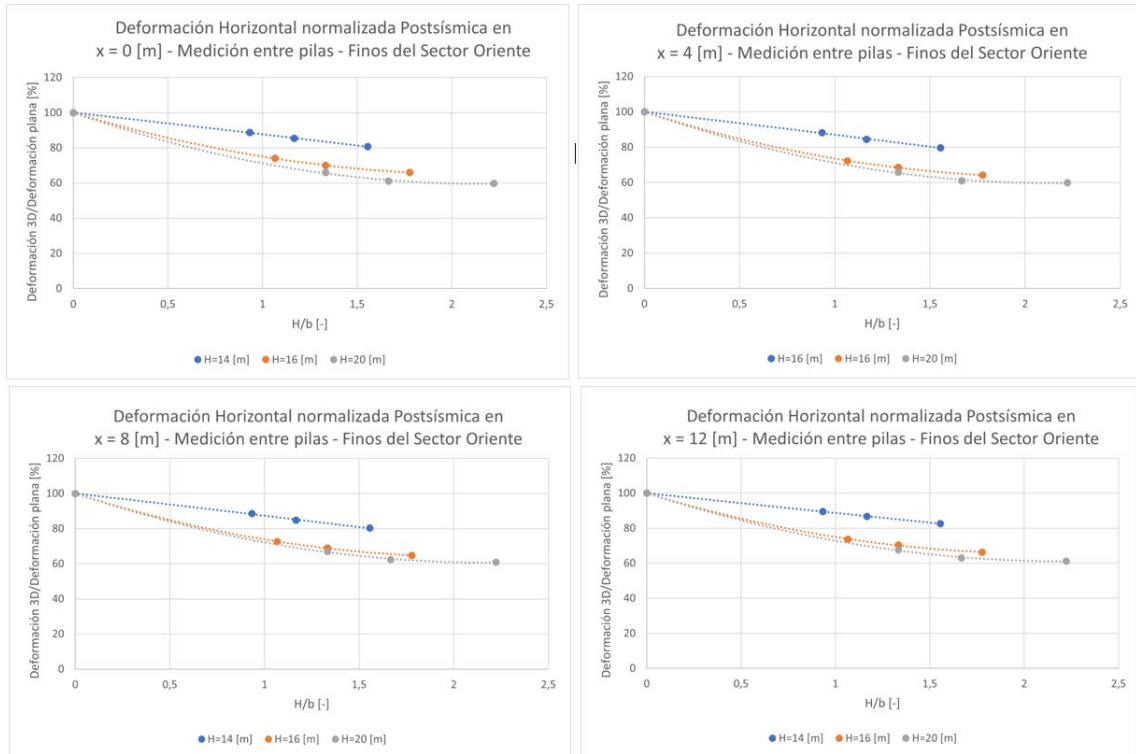 Deformación Horizontal normalizada Postsísmica en
x = 0 [m] - Medición entre pilas - Finos del Sector Oriente
Deformación 3D/Deformación plana [%]
120
100
80
60
40
20
0
0
0,5
1
1,5
2
2,5
H/b [-]
H=14 [m] H=16 [m] H=20 [m]
Deformación Horizontal normalizada Postsísmica en
x = 4 [m] - Medición entre pilas - Finos del Sector Oriente
Deformación 3D/Deformación plana [%]
120
100
80
60
40
20
0
0
0,5
1
1,5
2
2,5
H/b [-]
H=16 [m] H=16 [m] H=20 [m]
Deformación Horizontal normalizada Postsísmica en
x = 8 [m] - Medición entre pilas - Finos del Sector Oriente
Deformación 3D/Deformación plana [%]
120
100
80
60
40
20
0
0
0,5
1
1,5
2
2,5
H/b [-]
H=14 [m] H=16 [m] H=20 [m]
Deformación Horizontal normalizada Postsísmica en
x = 12 [m] - Medición entre pilas - Finos del Sector Oriente
Deformación 3D/Deformación plana [%]
120
100
80
60
40
20
0
0
0,5
1
1,5
2
2,5
H/b [-]
H=14 [m] H=16 [m] H=20 [m]